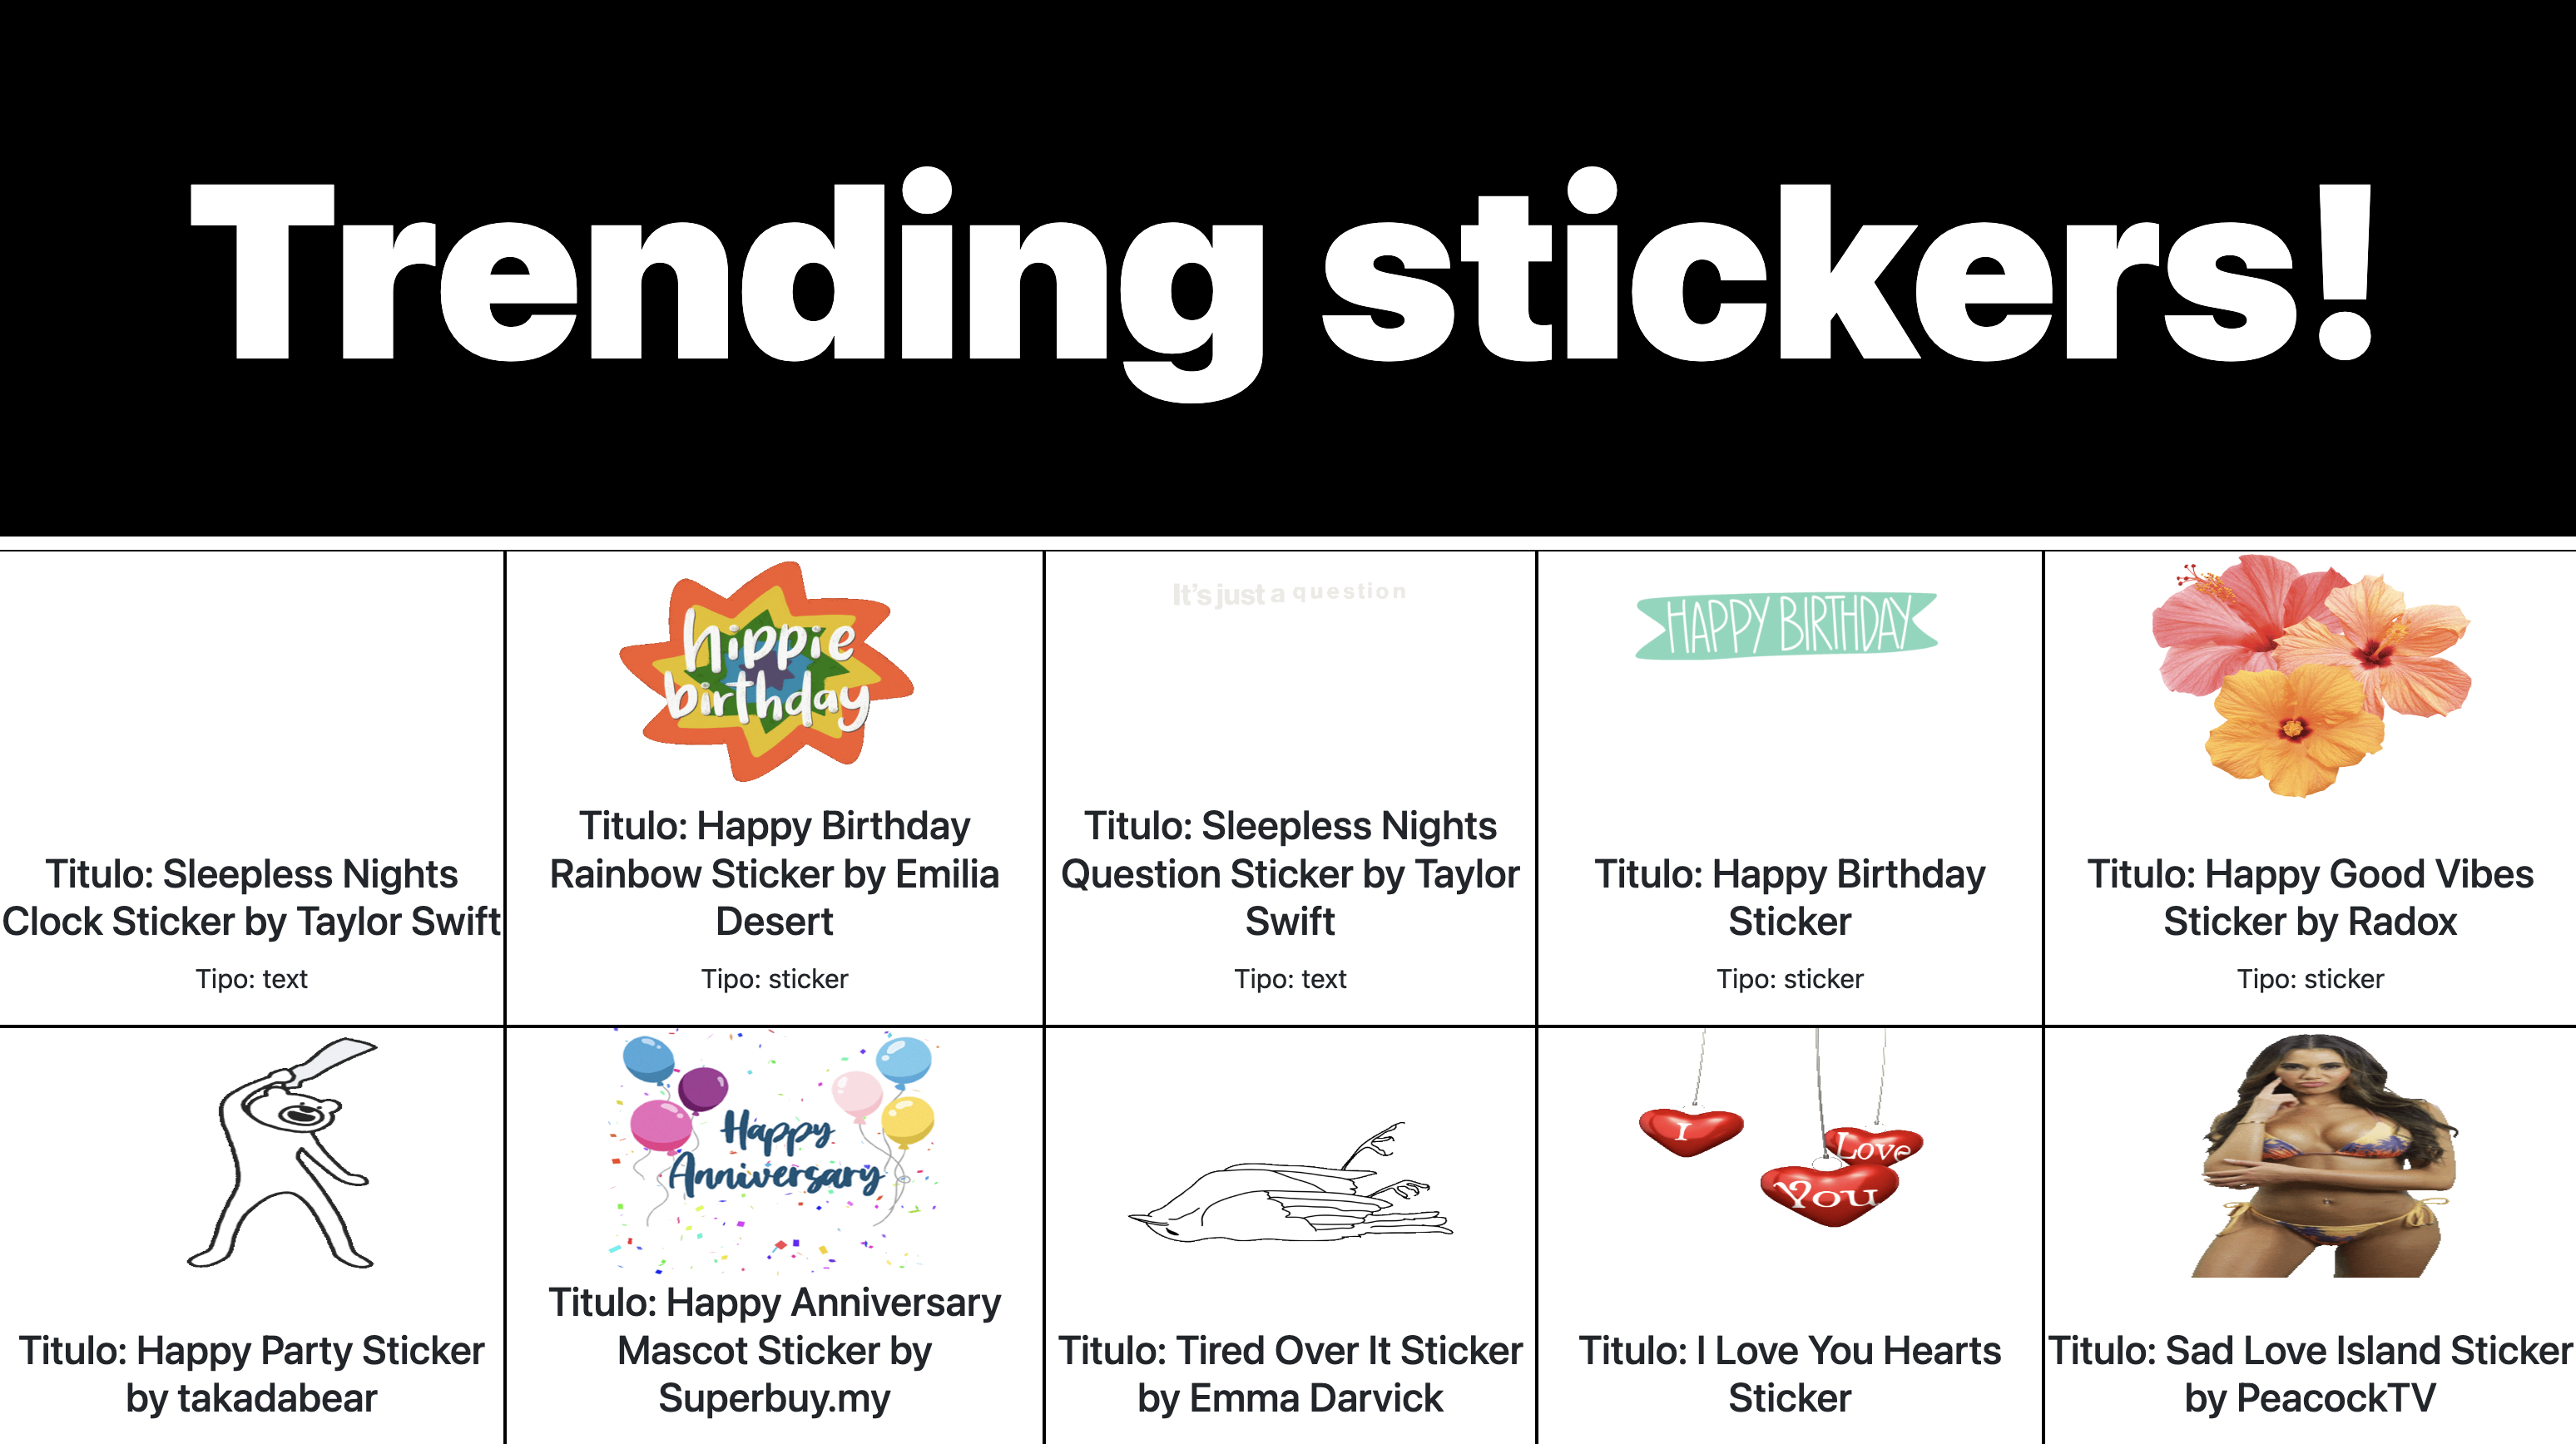 Trending stickers!
hippie
birthday
It's just a question
HAPPY BIRTHDAY
Titulo: Sleepless Nights
Clock Sticker by Taylor Swift
Tipo: text
Titulo: Happy Birthday
Rainbow Sticker by Emilia
Desert
Tipo: sticker
Titulo: Sleepless Nights
Question Sticker by Taylor
Swift
Tipo: text
Titulo: Happy Birthday
Sticker
Tipo: sticker
Titulo: Happy Good Vibes
Sticker by Radox
Tipo: sticker
Happy
Anniversary
I
Love
You
Titulo: Happy Party Sticker
by takadabear
Titulo: Happy Anniversary
Mascot Sticker by
Superbuy.my
Titulo: Tired Over It Sticker
by Emma Darvick
Titulo: I Love You Hearts
Sticker
Titulo: Sad Love Island Sticker
by PeacockTV